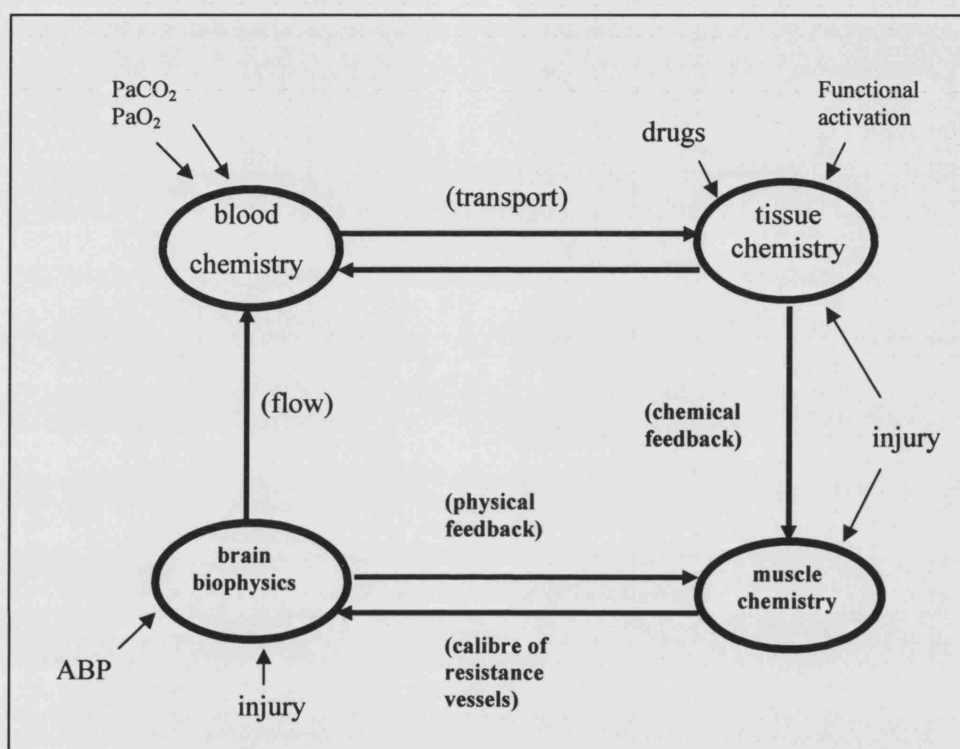 PaCO₂
PaO₂
Functional
activation
drugs
blood
chemistry
(transport)
tissue
chemistry
(flow)
(chemical
feedback)
injury
(physical
feedback)
brain
biophysics
muscle
chemistry
ABP
injury
(calibre of
resistance
vessels)